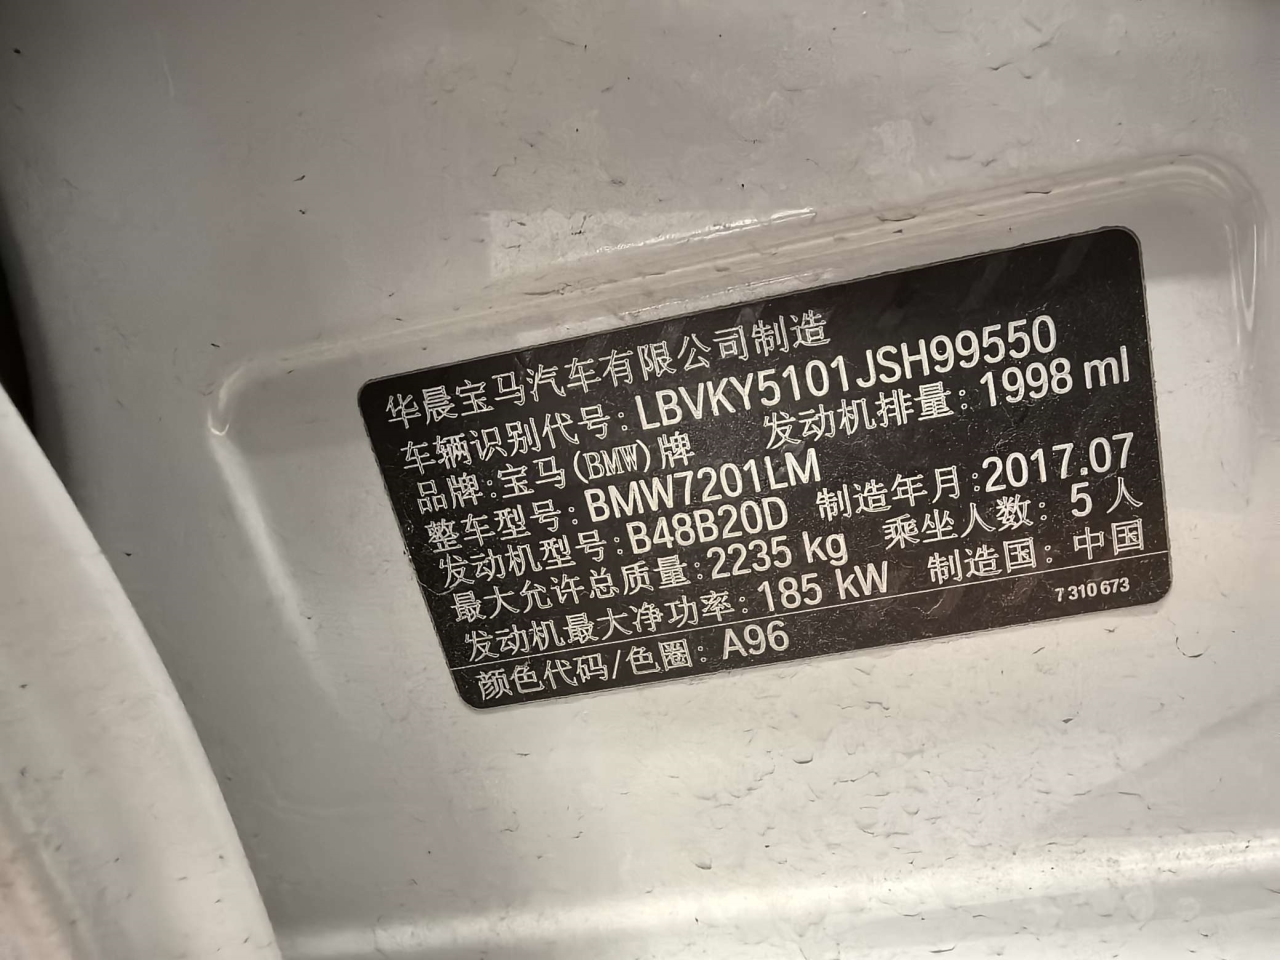 华晨宝马汽车有限公司制造
车辆识别代号: LBVKY5101JSH99550
品牌: 宝马(BMW)牌 发动机排量: 1998 ml
整车型号: BMW7201LM
发动机型号: B48B20D 制造年月: 2017.07
最大允许总质量: 2235 kg 乘坐人数: 5 人
发动机最大净功率: 185 kW 制造国: 中国
颜色代码/色圈: A96 7 310 673